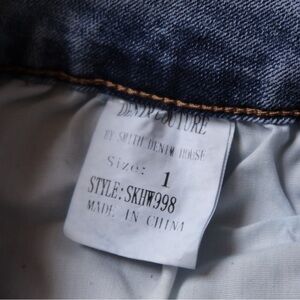 DENIM COUTURE
BY SMITH DENIM HOUSE
Size: 1
STYLE: SKHW998
MADE IN CHINA